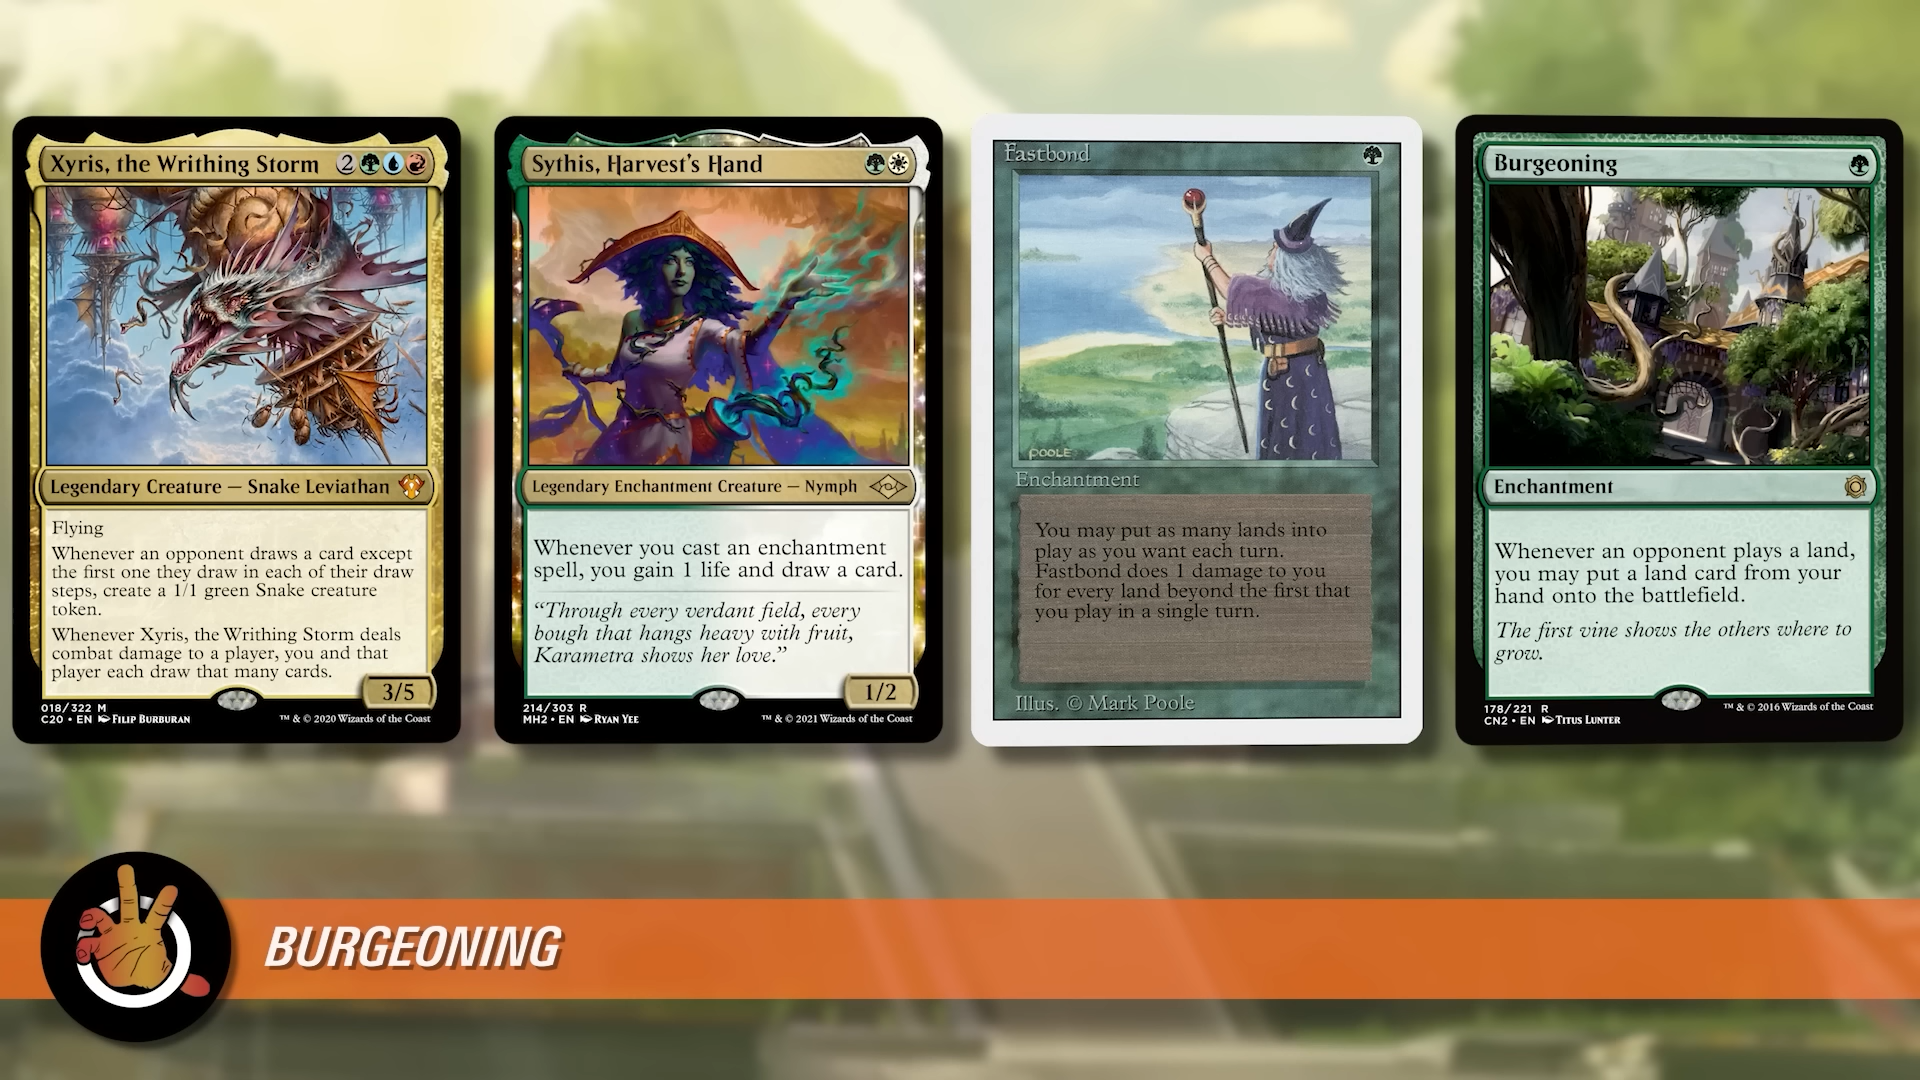 Xyris, the Writhing Storm 2
Legendary Creature — Snake Leviathan
Flying
Whenever an opponent draws a card except
the first one they draw in each of their draw
steps, create a 1/1 green Snake creature
token.
Whenever Xyris, the Writhing Storm deals
combat damage to a player, you and that
player each draw that many cards.
3/5
018/322 M
C20 • EN FILIP BURBURAN
™ & © 2020 Wizards of the Coast
Sythis, Harvest's Hand
Legendary Enchantment Creature — Nymph
Whenever you cast an enchantment
spell, you gain 1 life and draw a card.
“Through every verdant field, every
bough that hangs heavy with fruit,
Karametra shows her love.”
1/2
214/303 R
MH2 • EN RYAN YEE
™ & © 2021 Wizards of the Coast
Fastbond
POOLE
Enchantment
You may put as many lands into
play as you want each turn.
Fastbond does 1 damage to you
for every land beyond the first that
you play in a single turn.
Illus. © Mark Poole
Burgeoning
Enchantment
Whenever an opponent plays a land,
you may put a land card from your
hand onto the battlefield.
The first vine shows the others where to
grow.
178/221 R
CN2 • EN TITUS LUNTER
™ & © 2016 Wizards of the Coast
BURGEONING